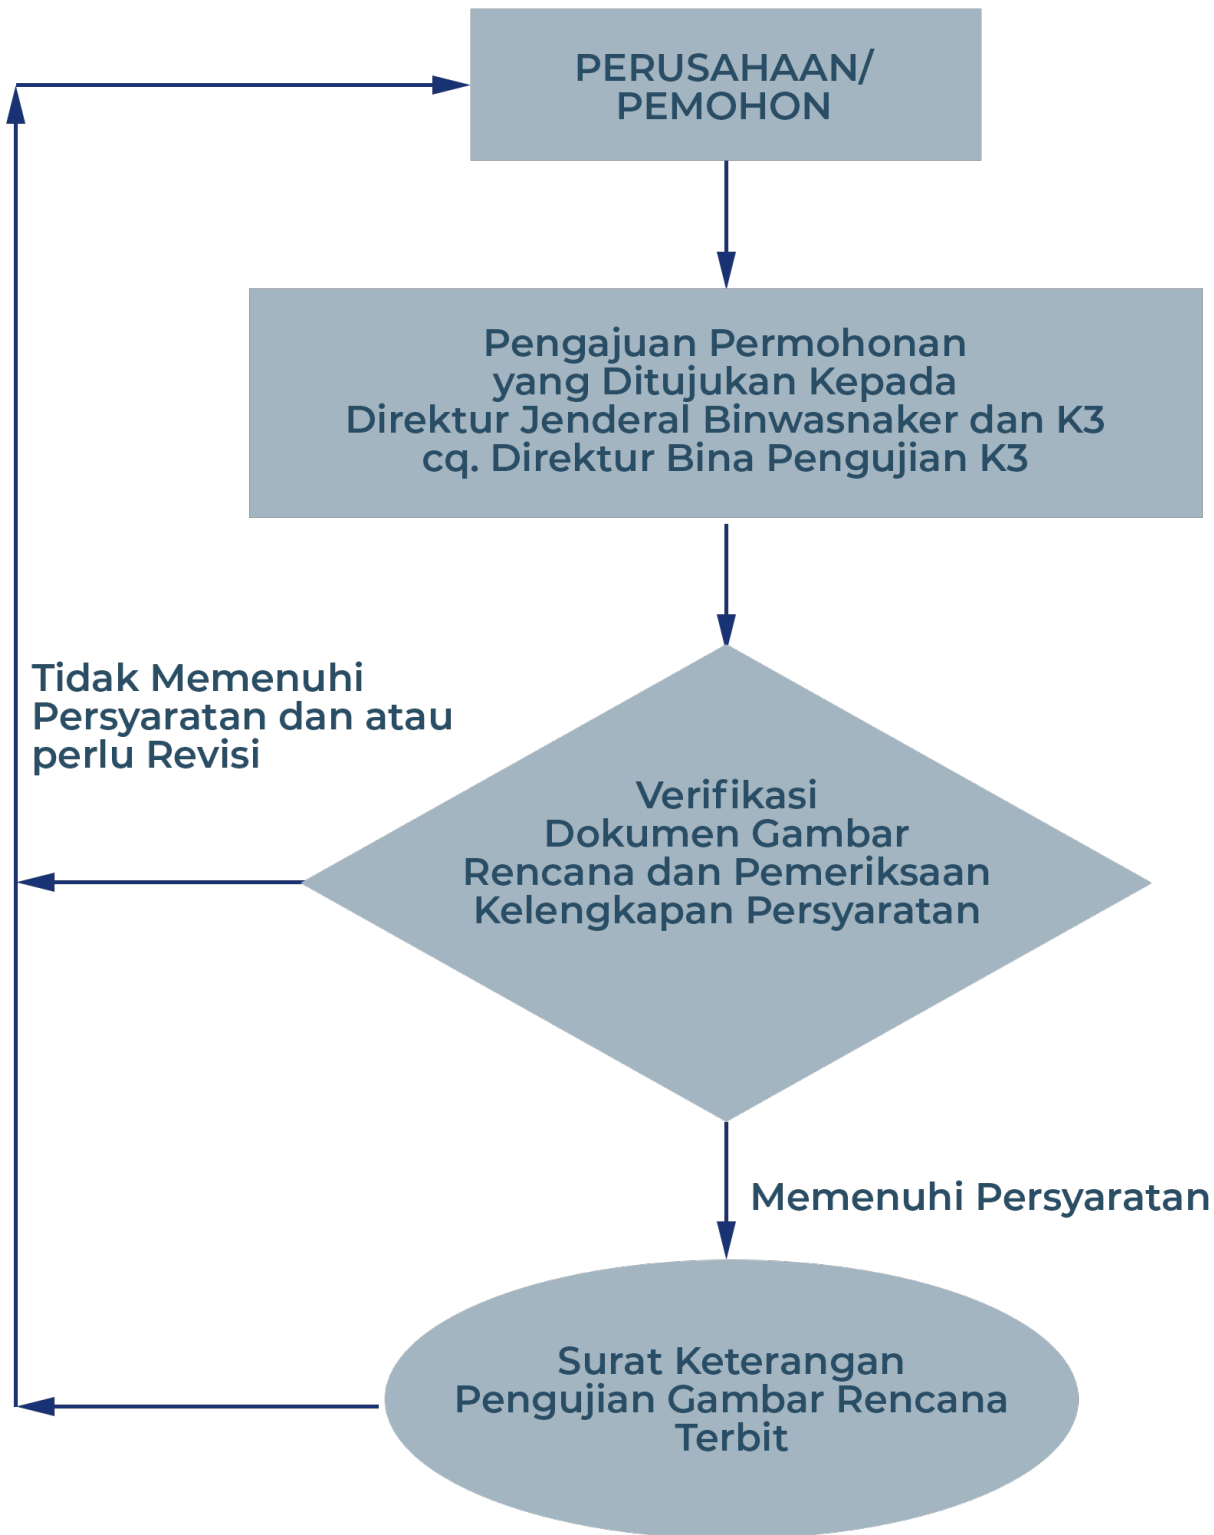 PERUSAHAAN/
PEMOHON
Pengajuan Permohonan
yang Ditujukan Kepada
Direktur Jenderal Binwasnaker dan K3
cq. Direktur Bina Pengujian K3
Tidak Memenuhi
Persyaratan dan atau
perlu Revisi
Verifikasi
Dokumen Gambar
Rencana dan Pemeriksaan
Kelengkapan Persyaratan
Memenuhi Persyaratan
Surat Keterangan
Pengujian Gambar Rencana
Terbit